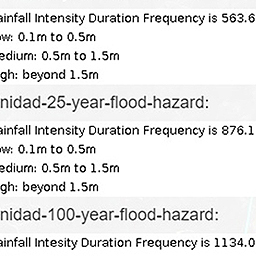 ainfall Intensity Duration Frequency is 563.6
ow: 0.1m to 0.5m
edium: 0.5m to 1.5m
gh: beyond 1.5m
nidad-25-year-flood-hazard:
ainfall Intensity Duration Frequency is 876.1
ow: 0.1m to 0.5m
edium: 0.5m to 1.5m
gh: beyond 1.5m
nidad-100-year-flood-hazard:
ainfall Intesity Duration Frequency is 1134.0